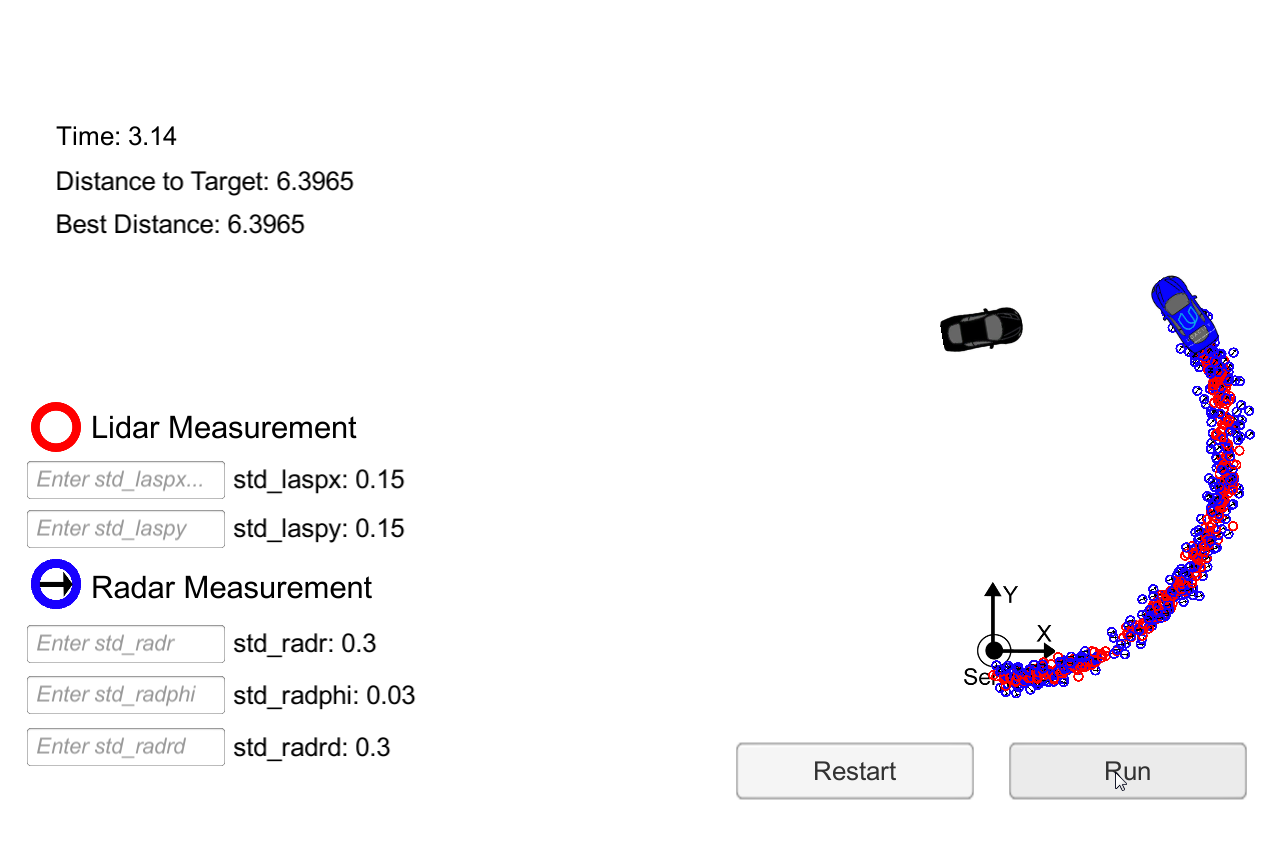 Time: 3.14
Distance to Target: 6.3965
Best Distance: 6.3965
Lidar Measurement
Enter std_laspx... std_laspx: 0.15
Enter std_laspy std_laspy: 0.15
Radar Measurement
Enter std_radr std_radr: 0.3
Enter std_radphi std_radphi: 0.03
Enter std_radrd std_radrd: 0.3
Y
X
Restart
Run